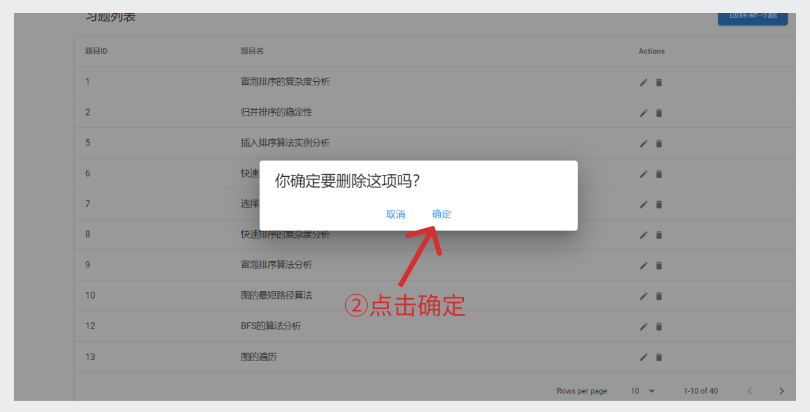 习题列表
创建新习题
题目ID 题目名 Actions
1 冒泡排序的复杂度分析
2 归并排序的稳定性
5 插入排序算法实例分析
6 快速
你确定要删除这项吗?
7 选择
取消 确定
8 快速排序的复杂度分析
9 冒泡排序算法分析
10 图的最短路径算法
②点击确定
12 BFS的算法分析
13 图的遍历
Rows per page: 10 1-10 of 40